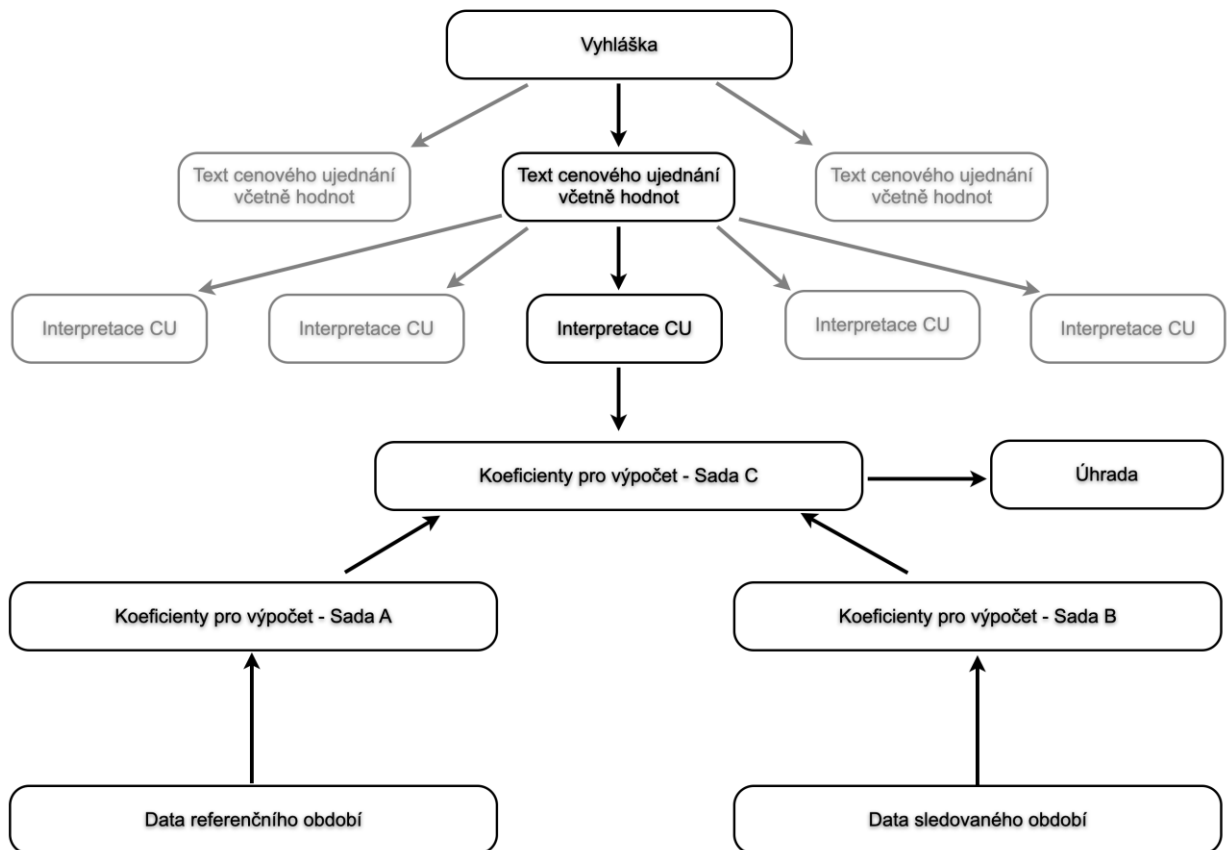 Vyhláška
Text cenového ujednání
včetně hodnot
Text cenového ujednání
včetně hodnot
Text cenového ujednání
včetně hodnot
Interpretace CU
Interpretace CU
Interpretace CU
Interpretace CU
Interpretace CU
Koeficienty pro výpočet - Sada C
Úhrada
Koeficienty pro výpočet - Sada A
Koeficienty pro výpočet - Sada B
Data referenčního období
Data sledovaného období